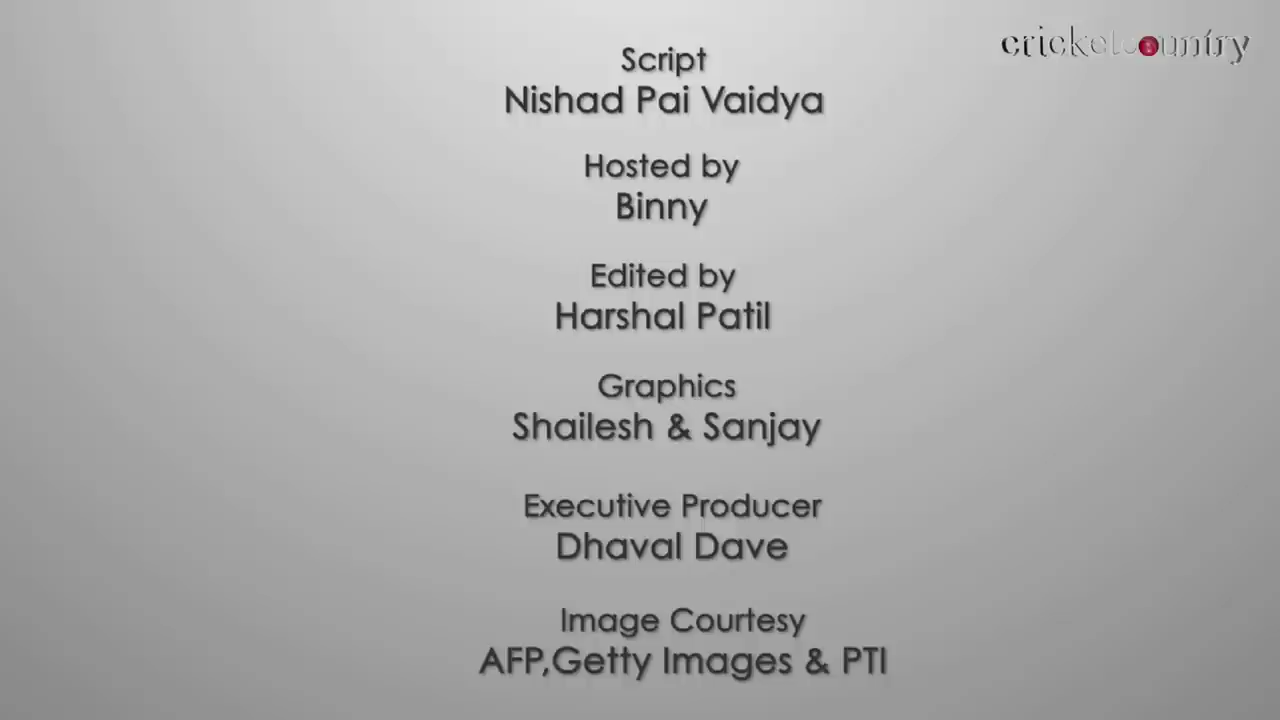 cricketcountry
Script
Nishad Pai Vaidya
Hosted by
Binny
Edited by
Harshal Patil
Graphics
Shailesh & Sanjay
Executive Producer
Dhaval Dave
Image Courtesy
AFP,Getty Images & PTI